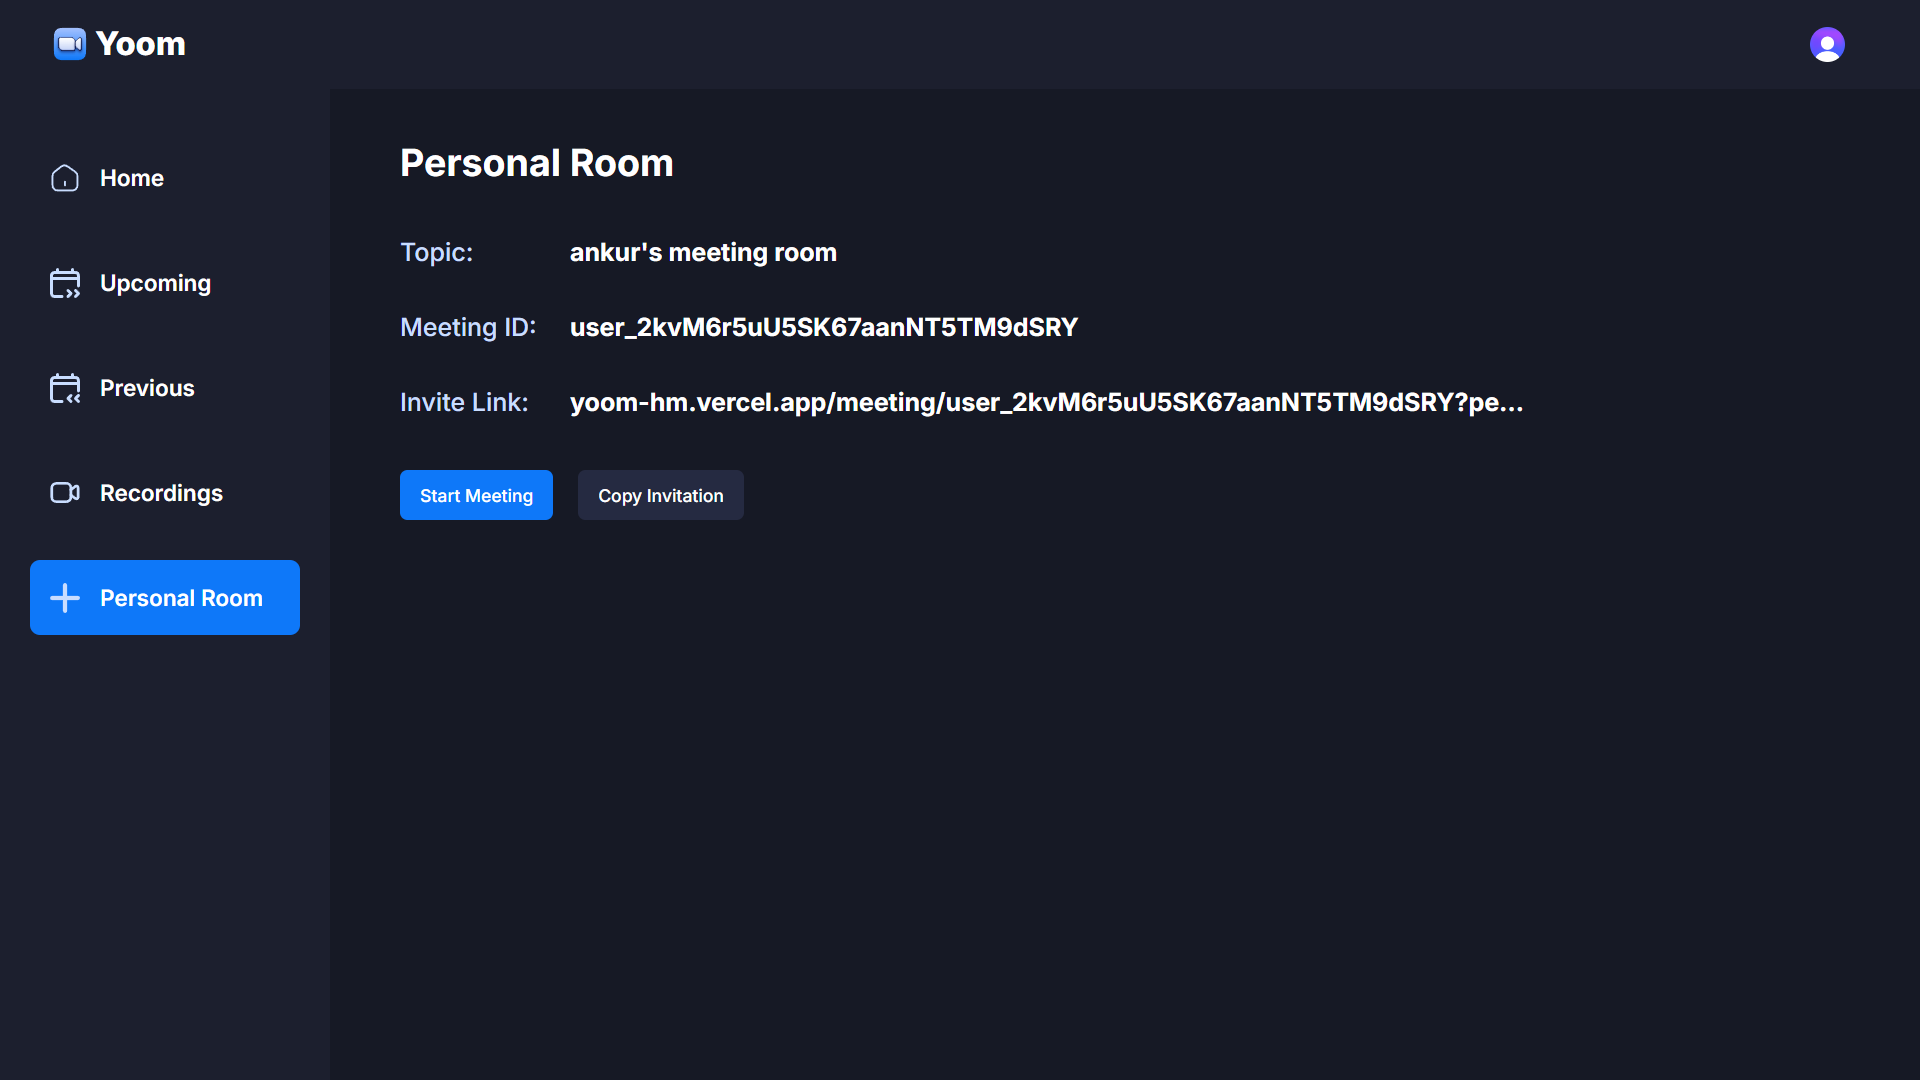 Yoom
Home
Upcoming
Previous
Recordings
Personal Room
Personal Room
Topic: ankur's meeting room
Meeting ID: user_2kvM6r5uU5SK67aanNT5TM9dSRY
Invite Link: yoom-hm.vercel.app/meeting/user_2kvM6r5uU5SK67aanNT5TM9dSRY?pe...
Start Meeting Copy Invitation